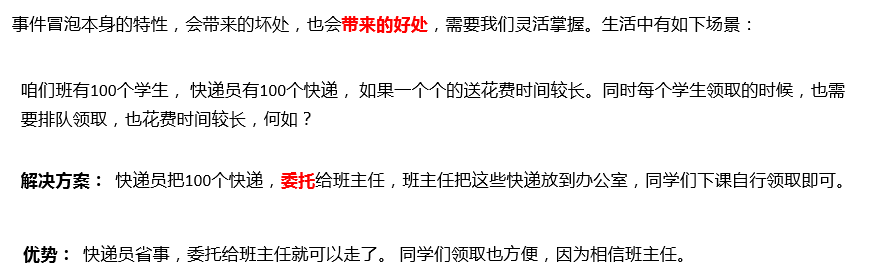 事件冒泡本身的特性，会带来的坏处，也会带来的好处，需要我们灵活掌握。生活中有如下场景：
咱们班有100个学生， 快递员有100个快递， 如果一个个的送花费时间较长。同时每个学生领取的时候，也需
要排队领取，也花费时间较长，何如？
解决方案： 快递员把100个快递，委托给班主任，班主任把这些快递放到办公室，同学们下课自行领取即可。
优势： 快递员省事，委托给班主任就可以走了。 同学们领取也方便，因为相信班主任。